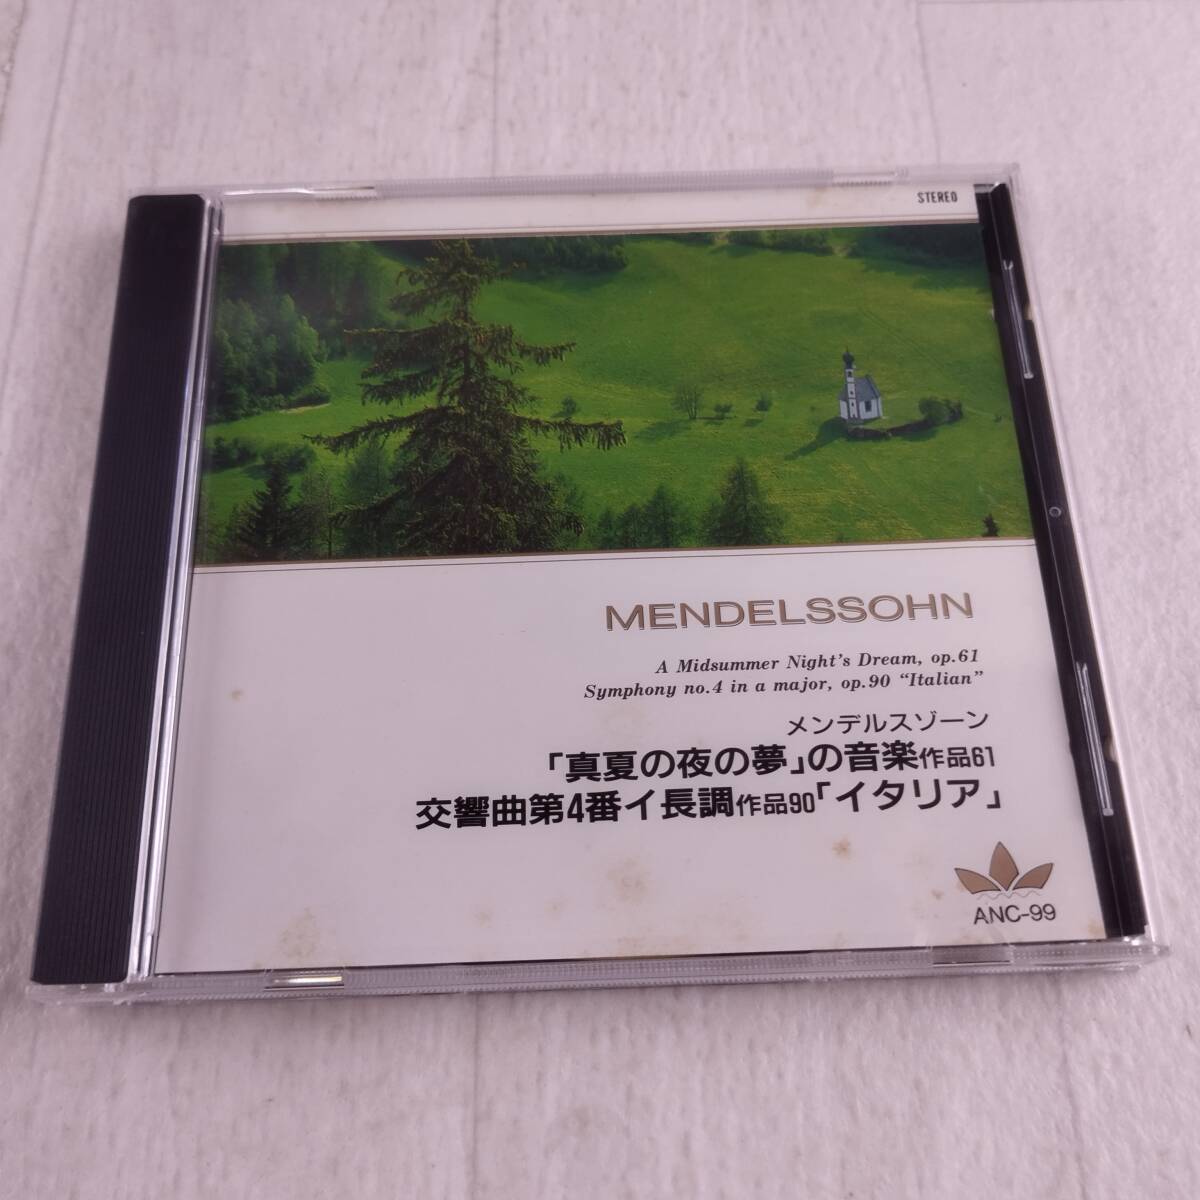 STEREO
MENDELSSOHN
A Midsummer Night's Dream, op.61
Symphony no.4 in a major, op.90 “Italian”
メンデルスゾーン
「真夏の夜の夢」の音楽作品61
交響曲第4番イ長調作品90「イタリア」
ANC-99